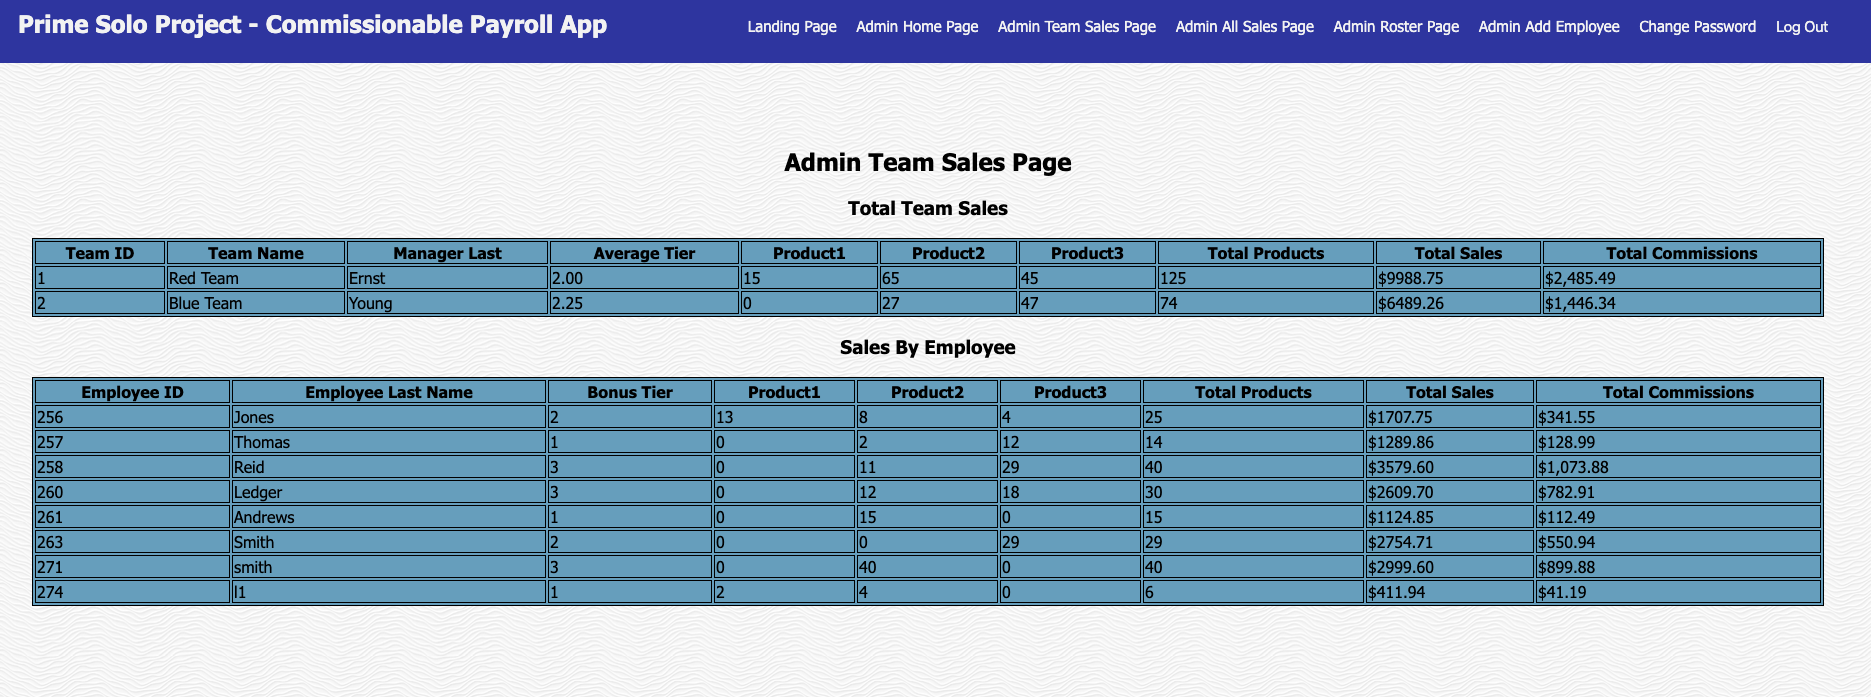 Prime Solo Project - Commissionable Payroll App Landing Page Admin Home Page Admin Team Sales Page Admin All Sales Page Admin Roster Page Admin Add Employee Change Password Log Out
Admin Team Sales Page
Total Team Sales
Team ID Team Name Manager Last Average Tier Product1 Product2 Product3 Total Products Total Sales Total Commissions
1 Red Team Ernst 2.00 15 65 45 125 $9988.75 $2,485.49
2 Blue Team Young 2.25 0 27 47 74 $6489.26 $1,446.34
Sales By Employee
Employee ID Employee Last Name Bonus Tier Product1 Product2 Product3 Total Products Total Sales Total Commissions
256 Jones 2 13 8 4 25 $1707.75 $341.55
257 Thomas 1 0 2 12 14 $1289.86 $128.99
258 Reid 3 0 11 29 40 $3579.60 $1,073.88
260 Ledger 3 0 12 18 30 $2609.70 $782.91
261 Andrews 1 0 15 0 15 $1124.85 $112.49
263 Smith 2 0 0 29 29 $2754.71 $550.94
271 smith 3 0 40 0 40 $2999.60 $899.88
274 l1 1 2 4 0 6 $411.94 $41.19